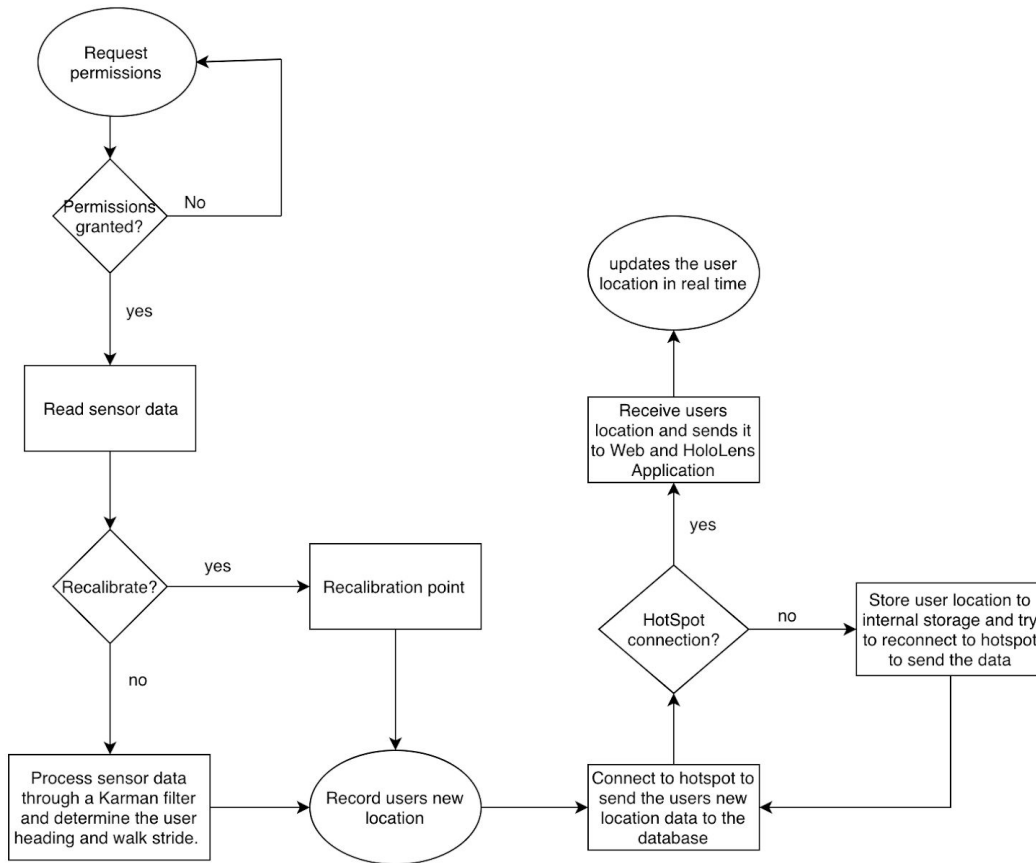 Request
permissions
Permissions
granted?
No
yes
Read sensor data
Recalibrate?
yes
Recalibration point
no
Process sensor data
through a Karman filter
and determine the user
heading and walk stride.
Record users new
location
Connect to hotspot to
send the users new
location data to the
database
HotSpot
connection?
no
Store user location to
internal storage and try
to reconnect to hotspot
to send the data
yes
Receive users
location and sends it
to Web and HoloLens
Application
updates the user
location in real time